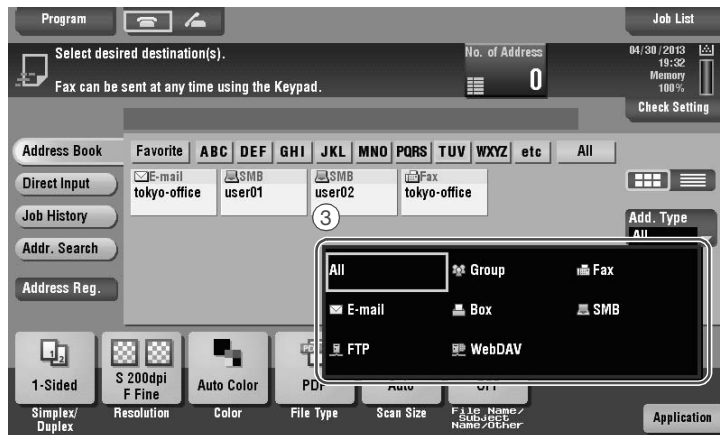 Program
Job List
Select desired destination(s).
Fax can be sent at any time using the Keypad.
No. of Address
0
04/30/2013
19:32
Memory
100%
Check Setting
Address Book
Favorite ABC DEF GHI JKL MNO PQRS TUV WXYZ etc All
Direct Input
Job History
Addr. Search
Address Reg.
E-mail
tokyo-office
SMB
user01
SMB
user02
Fax
tokyo-office
3
Add. Type
All
All
Group
Fax
E-mail
Box
SMB
FTP
WebDAV
1 2
1-Sided
Simplex/
Duplex
S 200dpi
F Fine
Resolution
Auto Color
Color
PDF
File Type
Auto
Scan Size
OFF
File Name/
Subject
Name/Other
Application